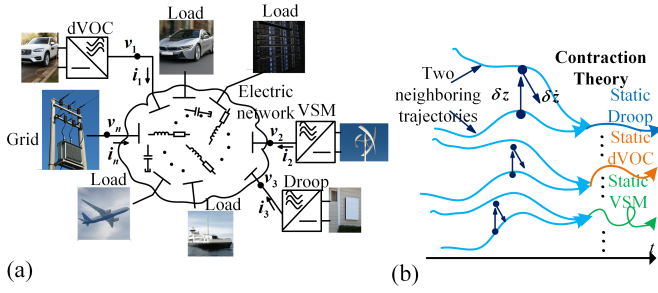 dVOC
v1
i1
Load
Load
Electric
network
VSM
v2
i2
Grid
vn
in
v3
i3
Droop
Load
Load
(a)
Contraction
Theory
Two
neighboring
trajectories
δz
δż
Static
Droop
Static
dVOC
Static
VSM
t
(b)